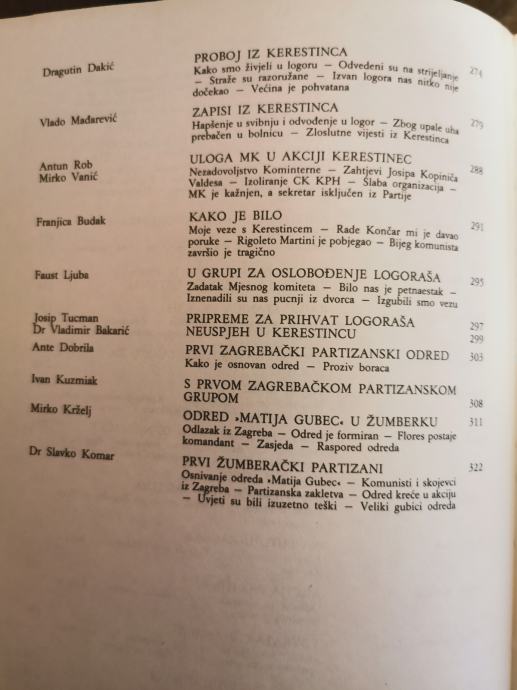 Dragutin Dakić
PROBOJ IZ KERESTINCA
Kako smo živjeli u logoru — Odvedeni su na strijeljanje 274
— Straže su razoružane — Izvan logora nas nitko nije
dočekao — Većina je pohvatana
Vlado Mađarević
ZAPISI IZ KERESTINCA
Hapšenje u svibnju i odvođenje u logor — Zbog upale uha 279
prebačen u bolnicu — Zloslutne vijesti iz Kerestinca
Antun Rob
Mirko Vanić
ULOGA MK U AKCIJI KERESTINEC
Nezadovoljstvo Kominterne — Zahtjevi Josipa Kopiniča 288
Valdesa — Izoliranje CK KPH — Slaba organizacija —
MK je kažnjen, a sekretar isključen iz Partije
Franjica Budak
KAKO JE BILO
Moje veze s Kerestincem — Rade Končar mi je davao 291
poruke — Rigoleto Martini je pobjegao — Bijeg komunista
završio je tragično
Faust Ljuba
U GRUPI ZA OSLOBOĐENJE LOGORAŠA
Zadatak Mjesnog komiteta — Bilo nas je petnaestak — 295
Iznenadili su nas pucnji iz dvorca — Izgubili smo vezu
Josip Tucman
PRIPREME ZA PRIHVAT LOGORAŠA 297
Dr Vladimir Bakarić
NEUSPJEH U KERESTINCU 299
Ante Dobrila
PRVI ZAGREBAČKI PARTIZANSKI ODRED 303
Kako je osnovan odred — Proziv boraca
Ivan Kuzmiak
S PRVOM ZAGREBAČKOM PARTIZANSKOM
GRUPOM 308
Mirko Krželj
ODRED »MATIJA GUBEC« U ŽUMBERKU 311
Odlazak iz Zagreba — Odred je formiran — Flores postaje
komandant — Zasjeda — Raspored odreda
Dr Slavko Komar
PRVI ŽUMBERAČKI PARTIZANI 322
Osnivanje odreda »Matija Gubec« — Komunisti i skojevci
iz Zagreba — Partizanska zakletva — Odred kreće u akciju
— Uvjeti su bili izuzetno teški — Veliki gubici odreda